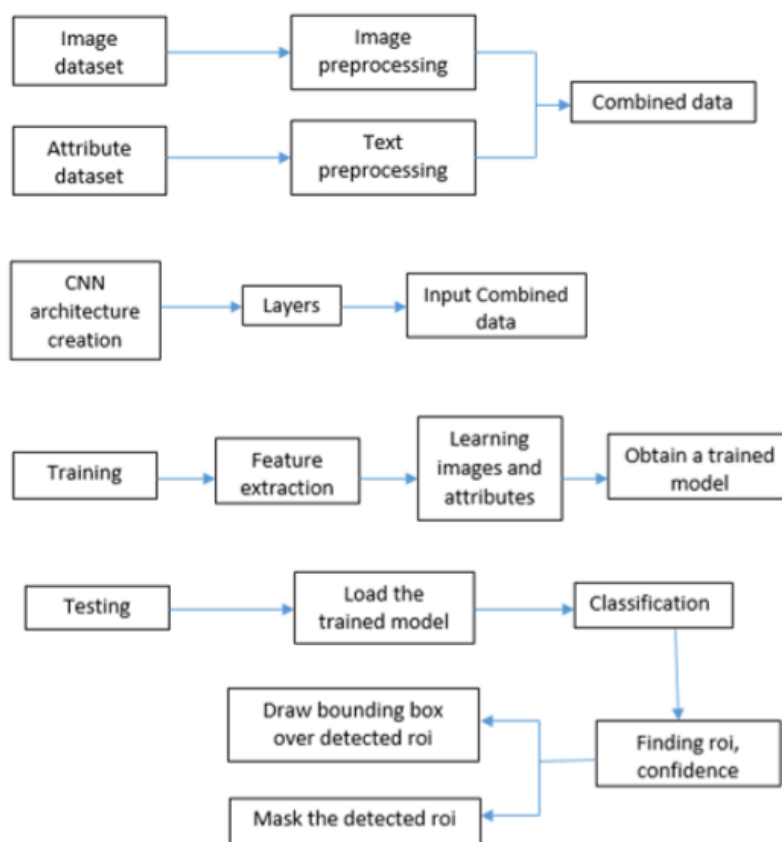 Image
dataset
Image
preprocessing
Combined data
Attribute
dataset
Text
preprocessing
CNN
architecture
creation
Layers
Input Combined
data
Training
Feature
extraction
Learning
images and
attributes
Obtain a trained
model
Testing
Load the
trained model
Classification
Draw bounding box
over detected roi
Finding roi,
confidence
Mask the detected roi